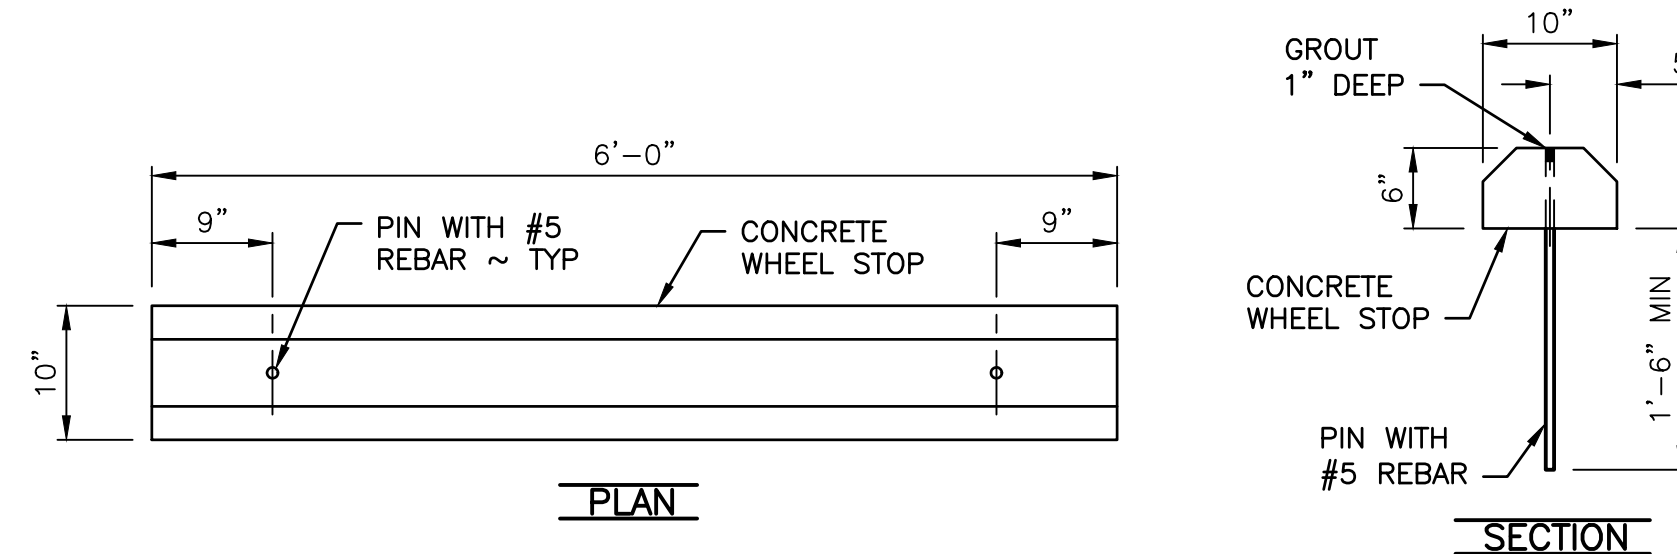 6'-0"
9"
PIN WITH #5
REBAR ~ TYP
CONCRETE
WHEEL STOP
9"
10"
PLAN
10"
GROUT
1" DEEP
6"
CONCRETE
WHEEL STOP
1'-6" MIN
PIN WITH
#5 REBAR
SECTION